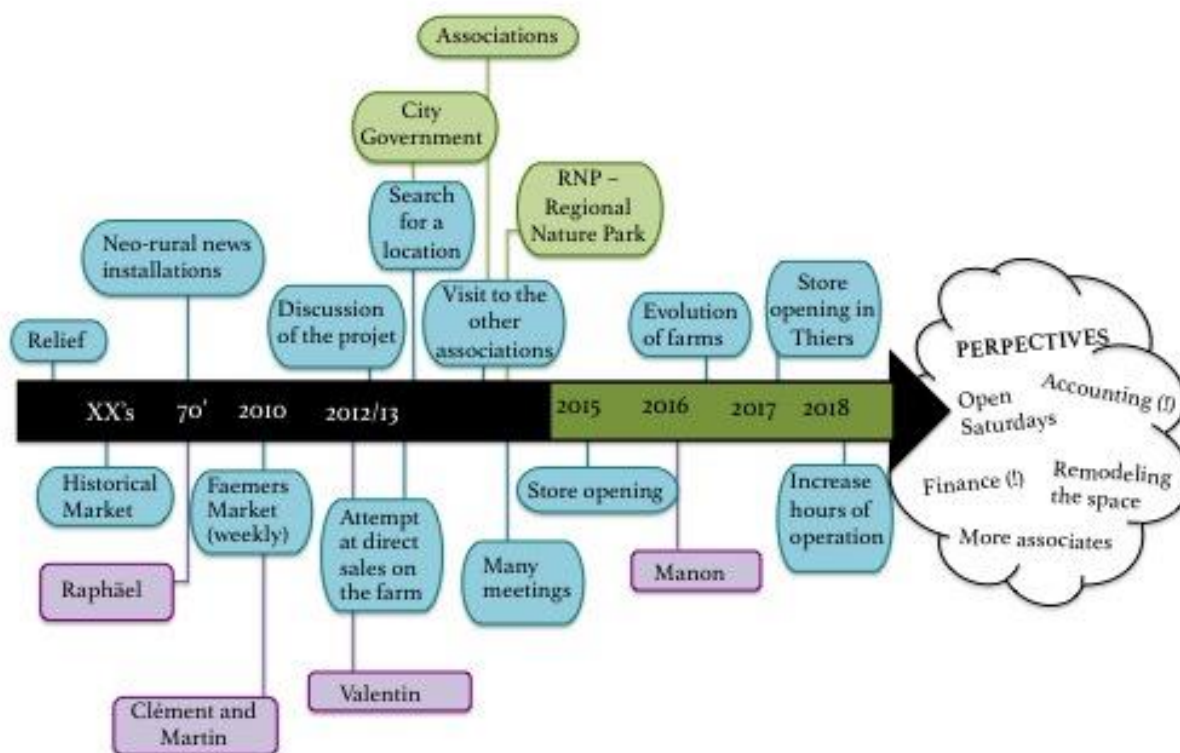 Associations
City
Government
RNP –
Regional
Nature Park
Search
for a
location
Neo-rural news
installations
Discussion
of the projet
Visit to the
other
associations
Evolution
of farms
Store
opening in
Thiers
Relief
PERPECTIVES
Accounting (!)
Open
Saturdays
Finance (!)
Remodeling
the space
More associates
XX's
70'
2010
2012/13
2015
2016
2017
2018
Historical
Market
Faemers
Market
(weekly)
Attempt
at direct
sales on
the farm
Many
meetings
Store opening
Increase
hours of
operation
Raphäel
Manon
Valentin
Clément and
Martin